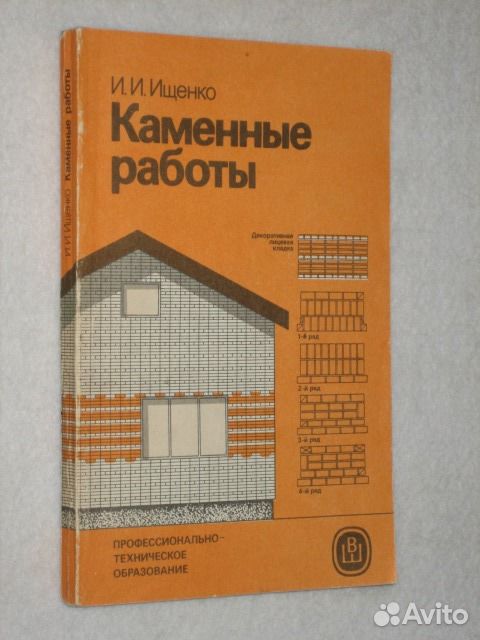 И. И. Ищенко
Каменные
работы
И. И. Ищенко Каменные работы
Декоративная
лицевая
кладка
1-й ряд
2-й ряд
3-й ряд
4-й ряд
ПРОФЕССИОНАЛЬНО-
ТЕХНИЧЕСКОЕ
ОБРАЗОВАНИЕ
ВШ
Avito